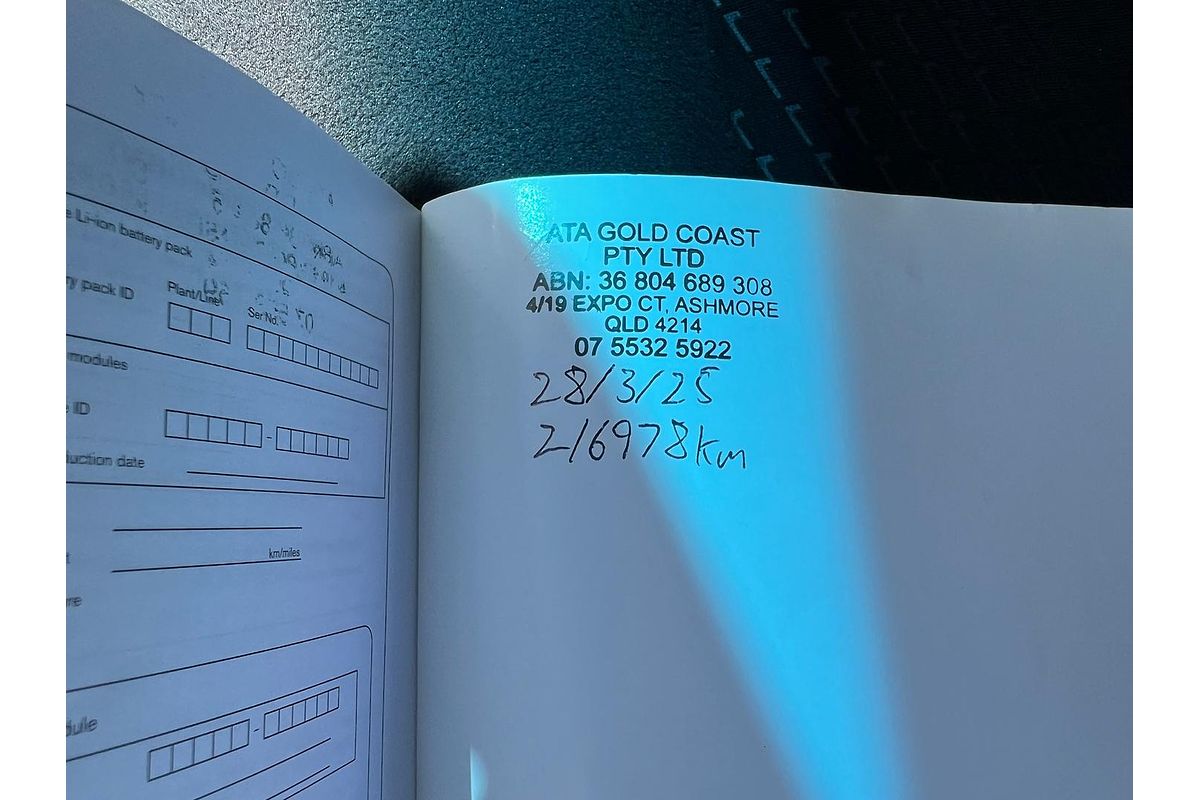 Li-ion battery pack
pack ID
Plant/Line
Ser No.
modules
ID
date
km/miles
ATA GOLD COAST
PTY LTD
ABN: 36 804 689 308
4/19 EXPO CT, ASHMORE
QLD 4214
07 5532 5922
28/3/25
216978km